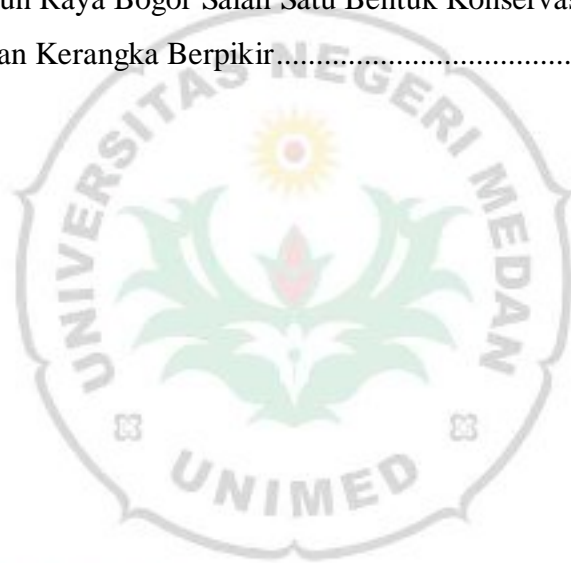 un Raya Bogor Salah Satu Bentuk Konservas
an Kerangka Berpikir.....................................
UNIVERSITAS NEGERI MEDAN
UNIMED